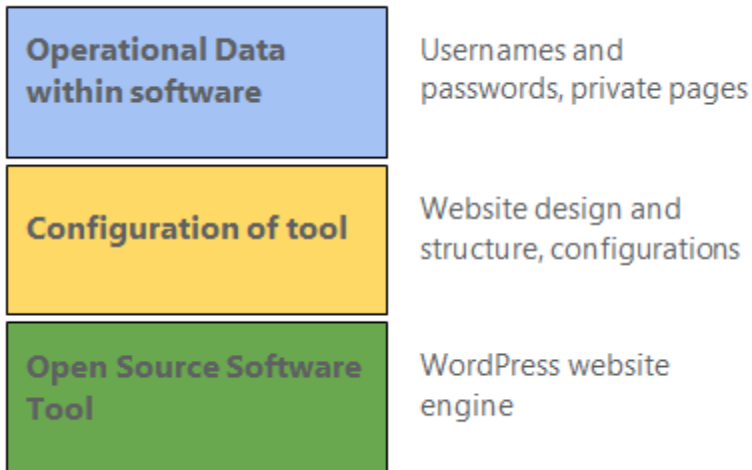 Operational Data
within software
Usernames and
passwords, private pages
Configuration of tool
Website design and
structure, configurations
Open Source Software
Tool
WordPress website
engine